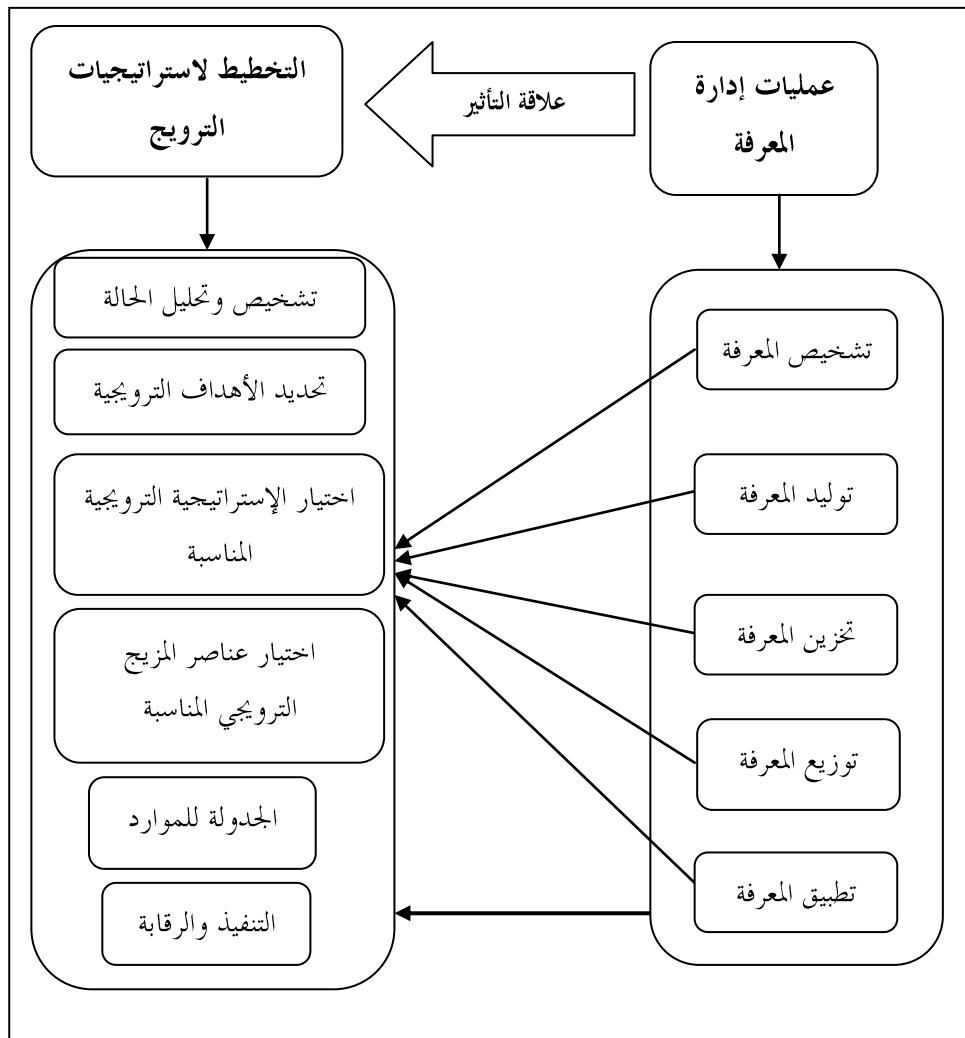 عمليات إدارة
المعرفة
علاقة التأثير
التخطيط لاستراتيجيات
الترويج
تشخيص المعرفة
توليد المعرفة
تخزين المعرفة
توزيع المعرفة
تطبيق المعرفة
تشخيص وتحليل الحالة
تحديد الأهداف الترويجية
اختيار الإستراتيجية الترويجية
المناسبة
اختيار عناصر المزيج
الترويجي المناسبة
الجدولة للموارد
التنفيذ والرقابة